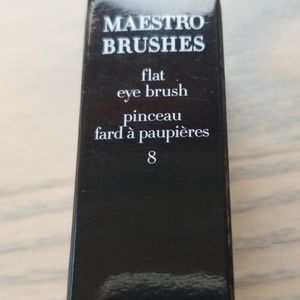 MAESTRO
BRUSHES
flat
eye brush
pinceau
fard à paupières
8